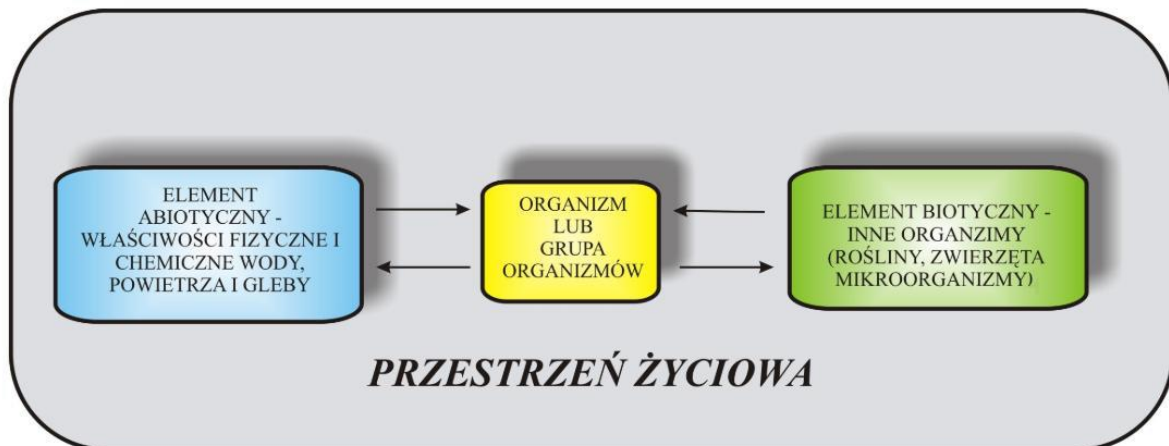 ELEMENT
ABIOTYCZNY -
WŁAŚCIWOŚCI FIZYCZNE I
CHEMICZNE WODY,
POWIETRZA I GLEBY
ORGANIZM
LUB
GRUPA
ORGANIZMÓW
ELEMENT BIOTYCZNY -
INNE ORGANZIMY
(ROŚLINY, ZWIERZĘTA
MIKROORGANIZMY)
PRZESTRZEŃ ŻYCIOWA